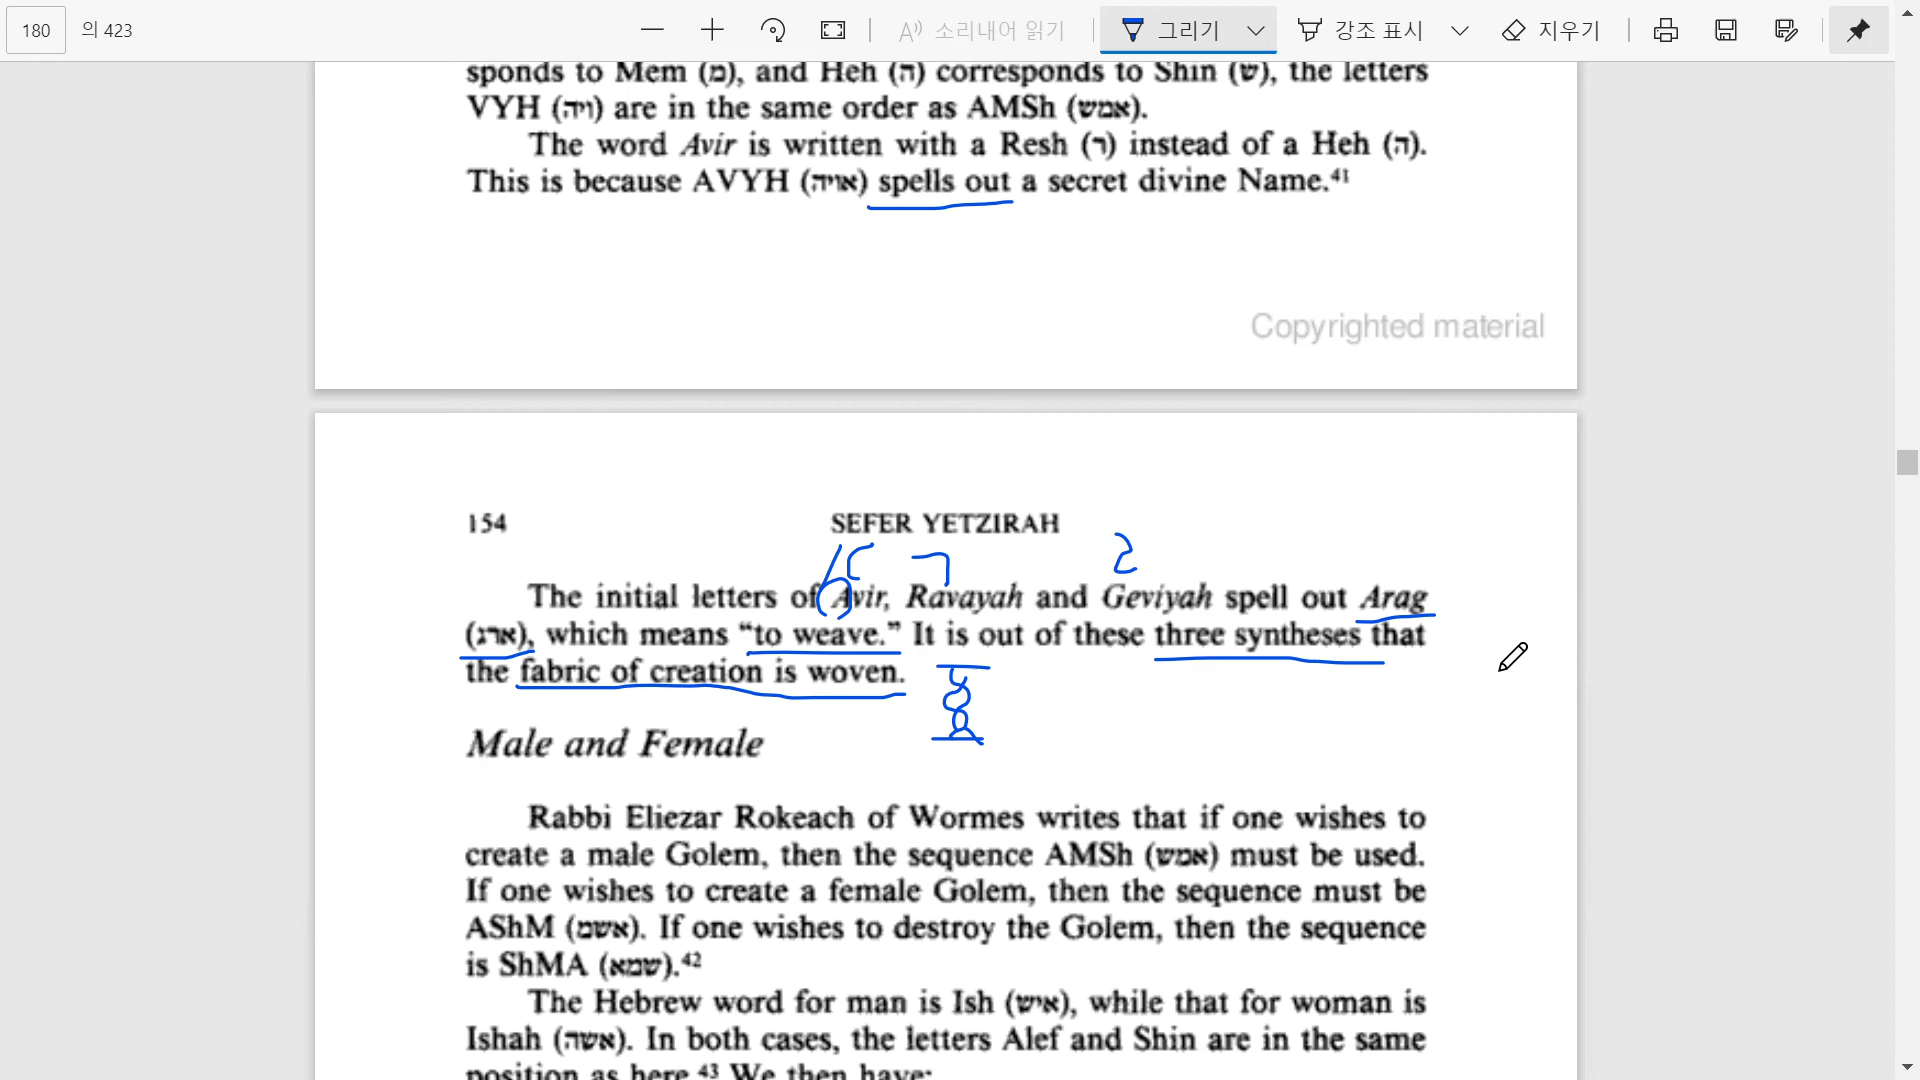 180 의 423 소리내어 읽기 그리기 강조 표시 지우기
sponds to Mem (מ), and Heh (ה) corresponds to Shin (ש), the letters
VYH (ויה) are in the same order as AMSh (אמש).
The word Avir is written with a Resh (ר) instead of a Heh (ה).
This is because AVYH (אויה) spells out a secret divine Name.⁴¹
Copyrighted material
154 SEFER YETZIRAH
The initial letters of Avir, Ravayah and Geviyah spell out Arag
(ארג), which means “to weave.” It is out of these three syntheses that
the fabric of creation is woven.
Male and Female
Rabbi Eliezar Rokeach of Wormes writes that if one wishes to
create a male Golem, then the sequence AMSh (אמש) must be used.
If one wishes to create a female Golem, then the sequence must be
AShM (אשמ). If one wishes to destroy the Golem, then the sequence
is ShMA (שמא).⁴²
The Hebrew word for man is Ish (איש), while that for woman is
Ishah (אשה). In both cases, the letters Alef and Shin are in the same
position as here.⁴³ We then have: